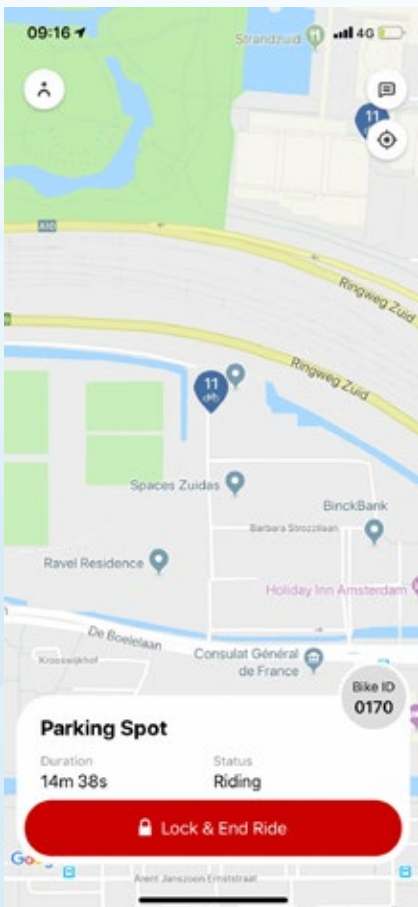 09:16
Strandzuid
4G
11
A10
Ringweg Zuid
Ringweg Zuid
11
Spaces Zuidas
BinckBank
Barbara Strozzilaan
Ravel Residence
Holiday Inn Amsterdam
De Boelelaan
Krooswijkhof
Consulat Général
de France
Bike ID
0170
Parking Spot
Duration
Status
14m 38s
Riding
Lock & End Ride
Arent Janszoon Ernststraat